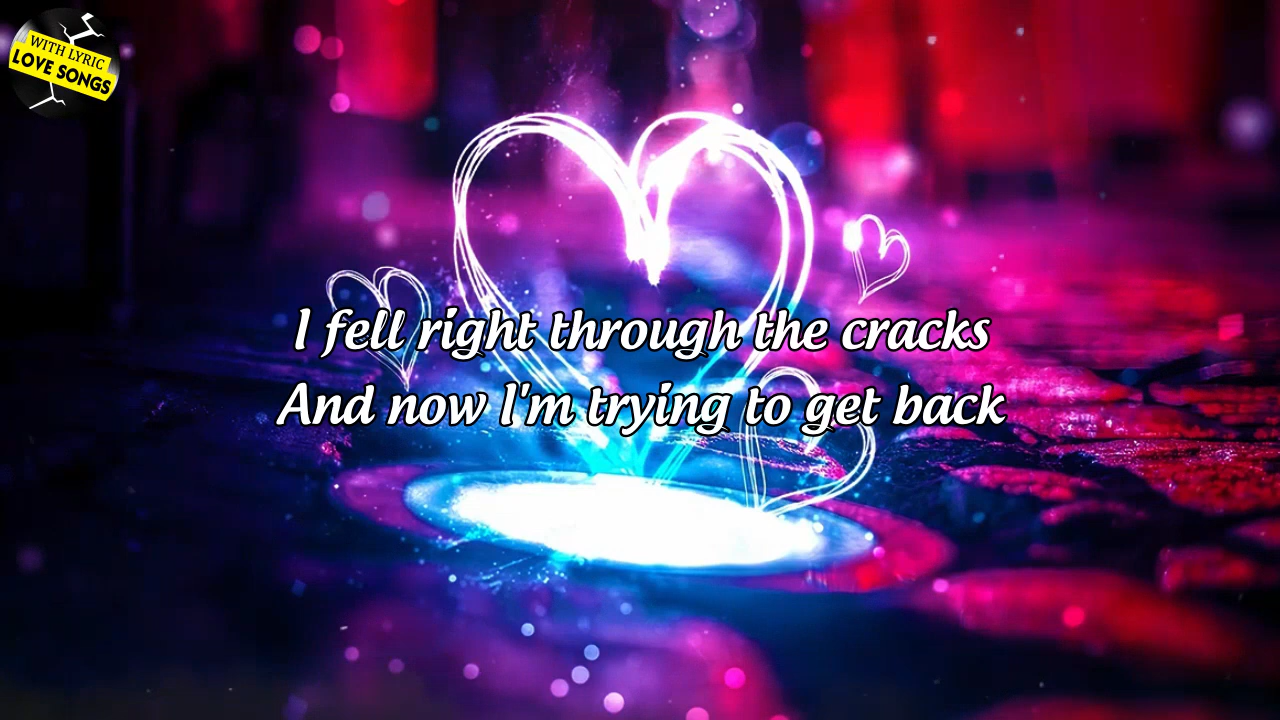 WITH LYRIC
LOVE SONGS
I fell right through the cracks
And now I'm trying to get back